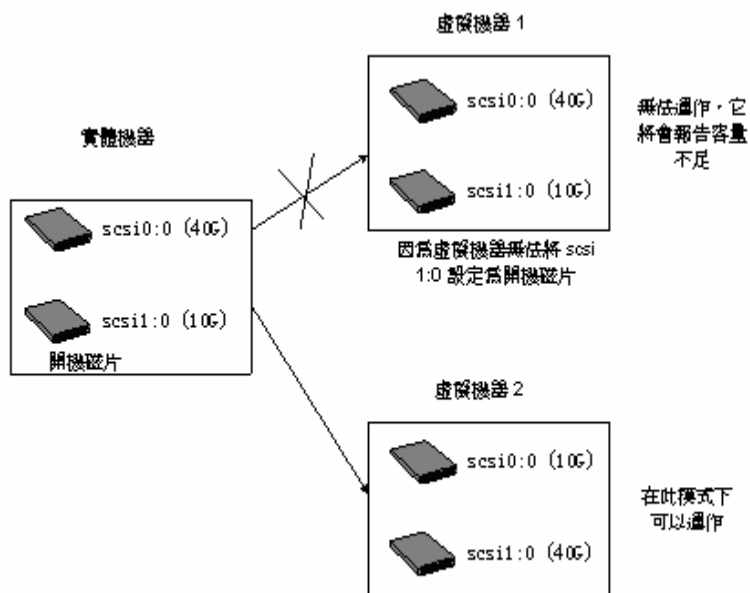 虛擬機器 1
scsi0:0 (40G)
scsi1:0 (10G)
無法運作，它
將會報告容量
不足
因為虛擬機器無法將 scsi
1:0 設定為開機磁片
實體機器
scsi0:0 (40G)
scsi1:0 (10G)
開機磁片
虛擬機器 2
scsi0:0 (10G)
scsi1:0 (40G)
在此模式下
可以運作